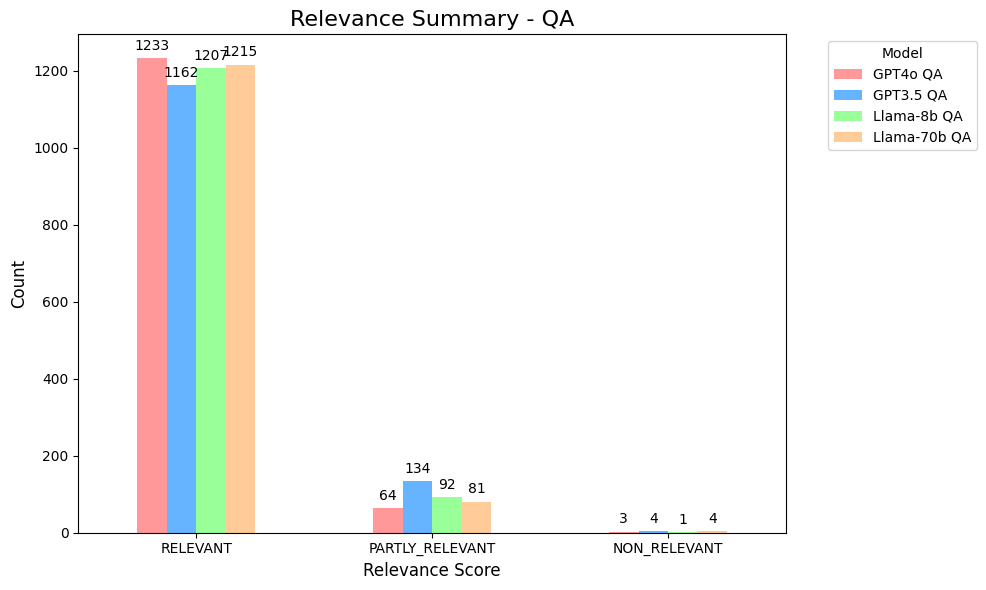 Relevance Summary - QA
Model
GPT4o QA
GPT3.5 QA
Llama-8b QA
Llama-70b QA
1233
1162
1207
1215
64
134
92
81
3
4
1
4
Count
1200
1000
800
600
400
200
0
RELEVANT
PARTLY_RELEVANT
NON_RELEVANT
Relevance Score